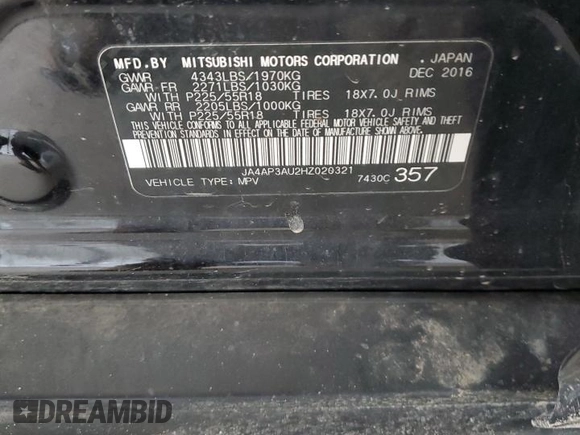 MFD.BY MITSUBISHI MOTORS CORPORATION . JAPAN
GVWR 4343LBS/1970KG DEC 2016
GAWR FR 2271LBS/1030KG
WITH P225/55R18 TIRES 18X7.0J RIMS
GAWR RR 2205LBS/1000KG
WITH P225/55R18 TIRES 18X7.0J RIMS
THIS VEHICLE CONFORMS TO ALL APPLICABLE FEDERAL MOTOR VEHICLE SAFETY AND THEFT
PREVENTION STANDARDS IN EFFECT ON THE DATE OF MANUFACTURE SHOWN ABOVE.
JA4AP3AU2HZ020321
VEHICLE TYPE: MPV 7430C 357
DREAMBID